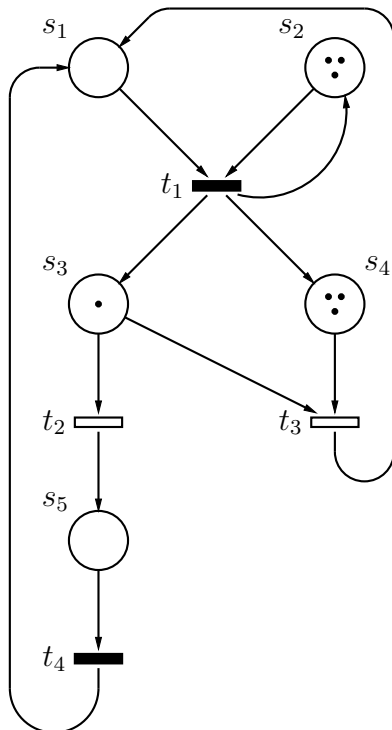 s₁ s₂
t₁
s₃ s₄
t₂ t₃
s₅
t₄